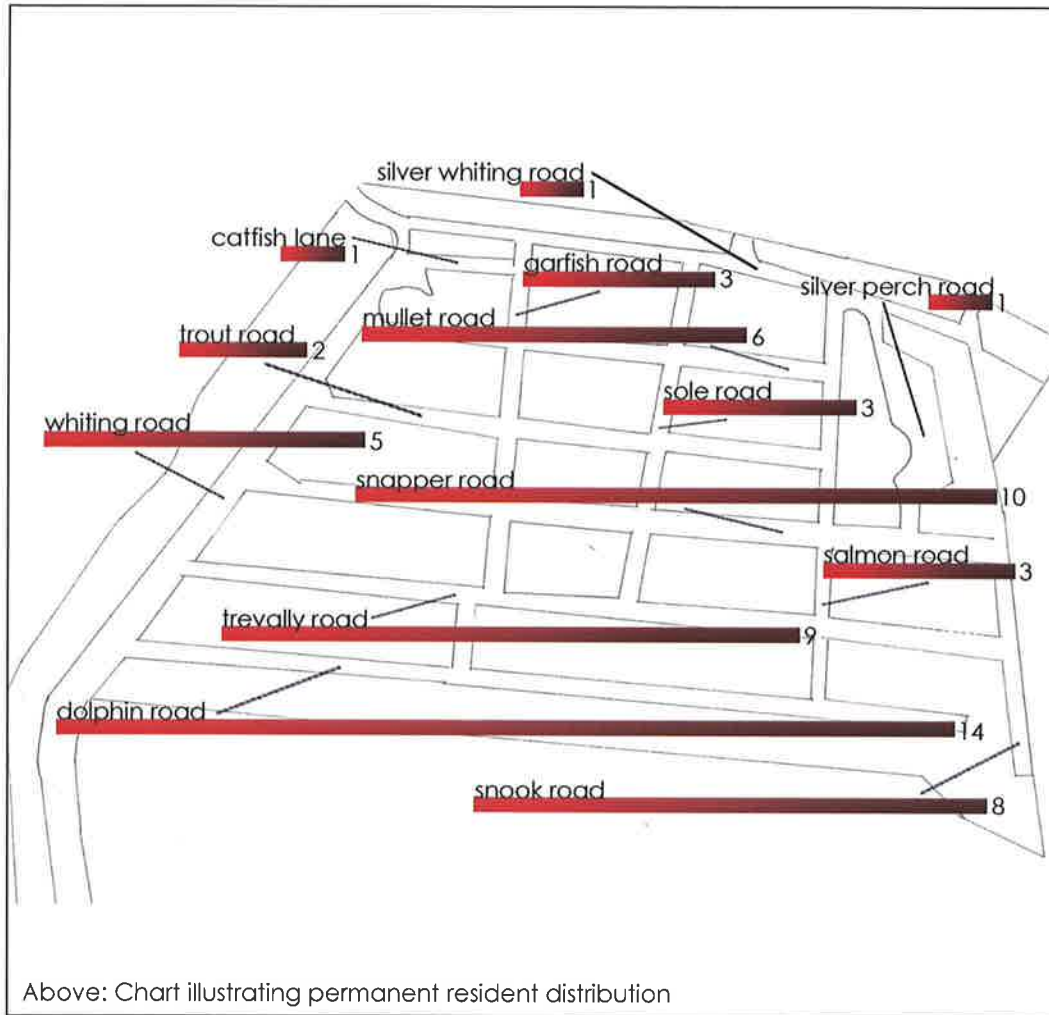 silver whiting road
1
catfish lane
1
garfish road
3
silver perch road
1
mullet road
6
trout road
2
sole road
3
whiting road
5
snapper road
10
salmon road
3
trevally road
9
dolphin road
14
snook road
8
Above: Chart illustrating permanent resident distribution